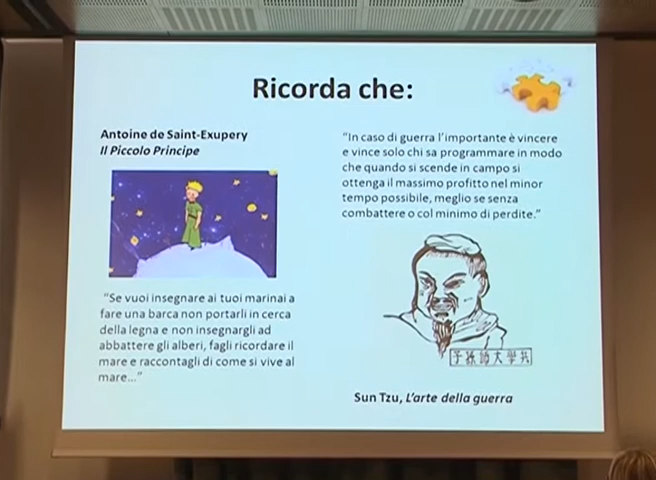 Ricorda che:
Antoine de Saint-Exupery
Il Piccolo Principe
"Se vuoi insegnare ai tuoi marinai a
fare una barca non portarli in cerca
della legna e non insegnargli ad
abbattere gli alberi, fagli ricordare il
mare e raccontagli di come si vive al
mare..."
"In caso di guerra l'importante è vincere
e vince solo chi sa programmare in modo
che quando si scende in campo si
ottenga il massimo profitto nel minor
tempo possibile, meglio se senza
combattere o col minimo di perdite."
Sun Tzu, L'arte della guerra